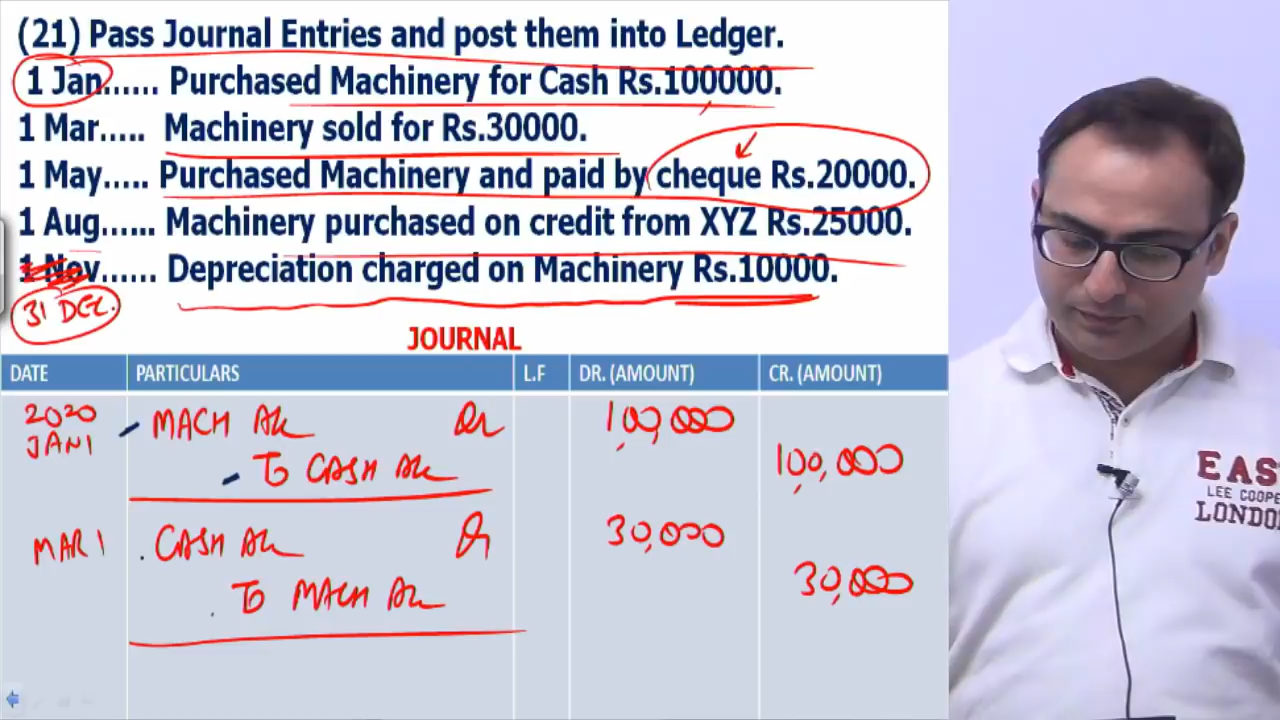 (21) Pass Journal Entries and post them into Ledger.
1 Jan...... Purchased Machinery for Cash Rs.100000.
1 Mar..... Machinery sold for Rs.30000.
1 May..... Purchased Machinery and paid by cheque Rs.20000.
1 Aug...... Machinery purchased on credit from XYZ Rs.25000.
1 Nov...... Depreciation charged on Machinery Rs.10000.
31 DEC.
JOURNAL
DATE PARTICULARS L.F DR. (AMOUNT) CR. (AMOUNT)
2020
JAN 1 MACH A/c Dr 100,000
To CASH A/c 100,000
MAR 1 CASH A/c Dr 30,000
To MACH A/c 30,000
EAS
LEE COOPE
LONDON